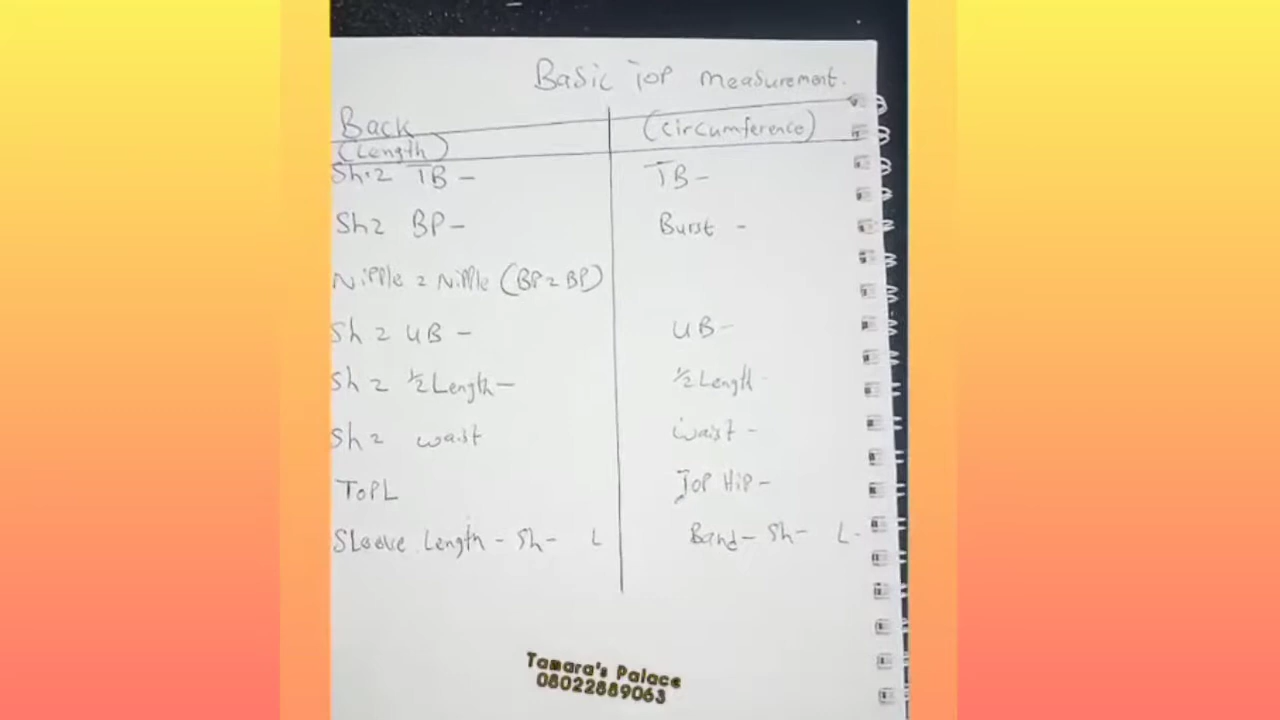 Basic Top measurement.
Back (circumference)
(Length)
Sh.2 TB - TB -
Sh 2 BP - Burst -
Nipple 2 Nipple (BP 2 BP)
Sh 2 UB - UB -
Sh 2 ½ Length - ½ Length
Sh 2 waist waist -
TOPL TOP Hip -
Sleeve Length - Sh - L Band - Sh - L -
Tamara's Palace
08022889063